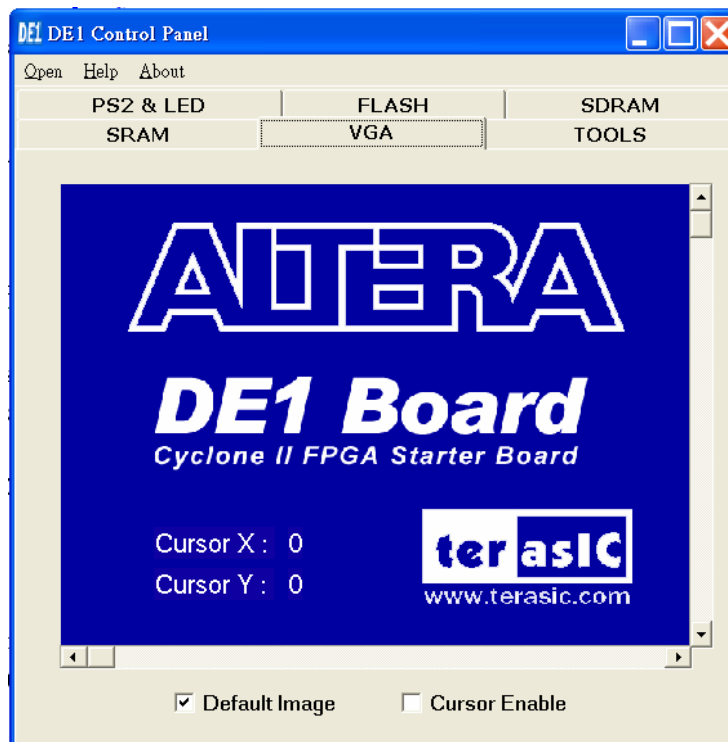 DE1 DE1 Control Panel
Open Help About
PS2 & LED FLASH SDRAM
SRAM VGA TOOLS
ALTERA
DE1 Board
Cyclone II FPGA Starter Board
Cursor X : 0
Cursor Y : 0
terasIC
www.terasic.com
Default Image Cursor Enable